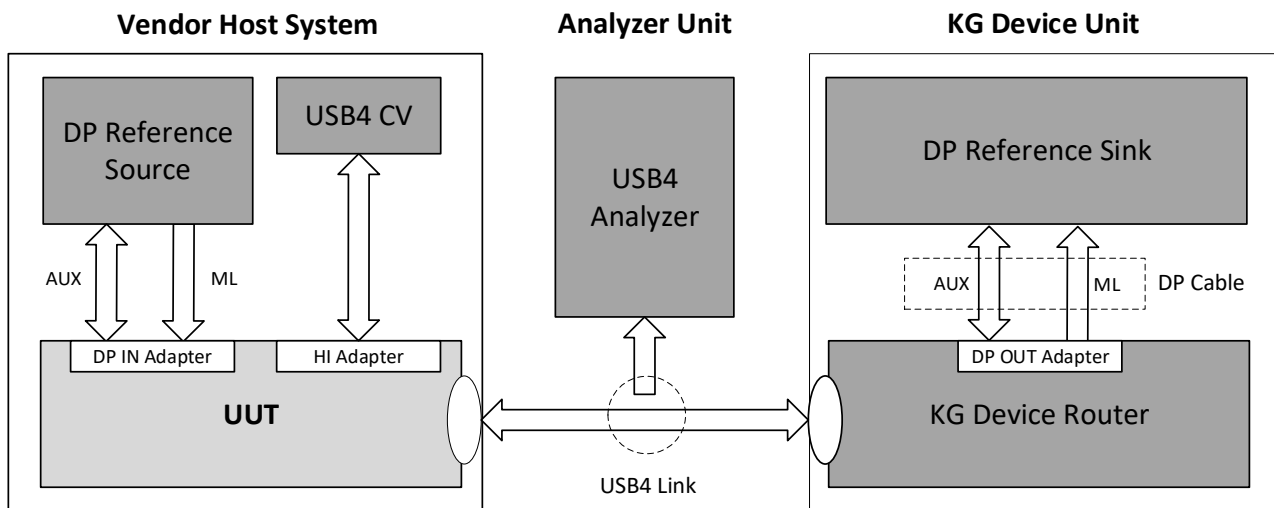 Vendor Host System
Analyzer Unit
KG Device Unit
DP Reference
Source
USB4 CV
USB4
Analyzer
DP Reference Sink
AUX
ML
AUX
ML
DP Cable
DP IN Adapter
HI Adapter
DP OUT Adapter
UUT
KG Device Router
USB4 Link